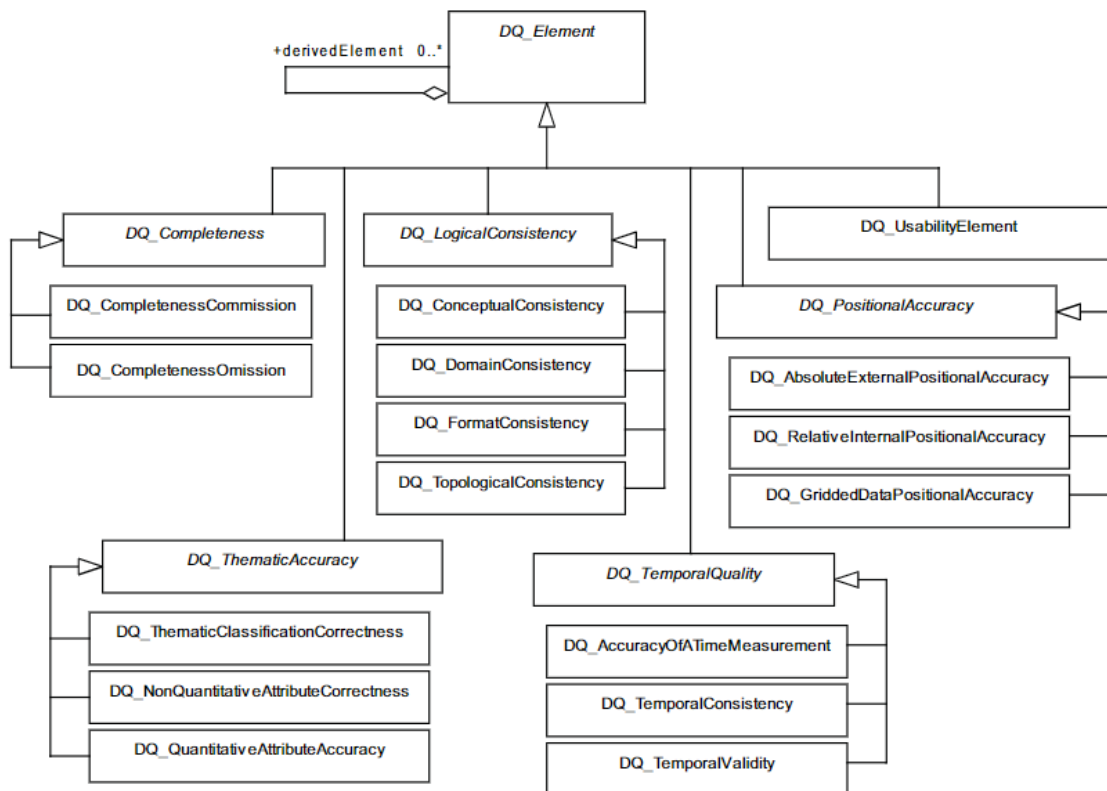 DQ_Element
+derivedElement 0..*
DQ_Completeness
DQ_LogicalConsistency
DQ_UsabilityElement
DQ_CompletenessCommission
DQ_CompletenessOmission
DQ_ConceptualConsistency
DQ_DomainConsistency
DQ_FormatConsistency
DQ_TopologicalConsistency
DQ_PositionalAccuracy
DQ_AbsoluteExternalPositionalAccuracy
DQ_RelativeInternalPositionalAccuracy
DQ_GriddedDataPositionalAccuracy
DQ_ThematicAccuracy
DQ_ThematicClassificationCorrectness
DQ_NonQuantitativeAttributeCorrectness
DQ_QuantitativeAttributeAccuracy
DQ_TemporalQuality
DQ_AccuracyOfATimeMeasurement
DQ_TemporalConsistency
DQ_TemporalValidity